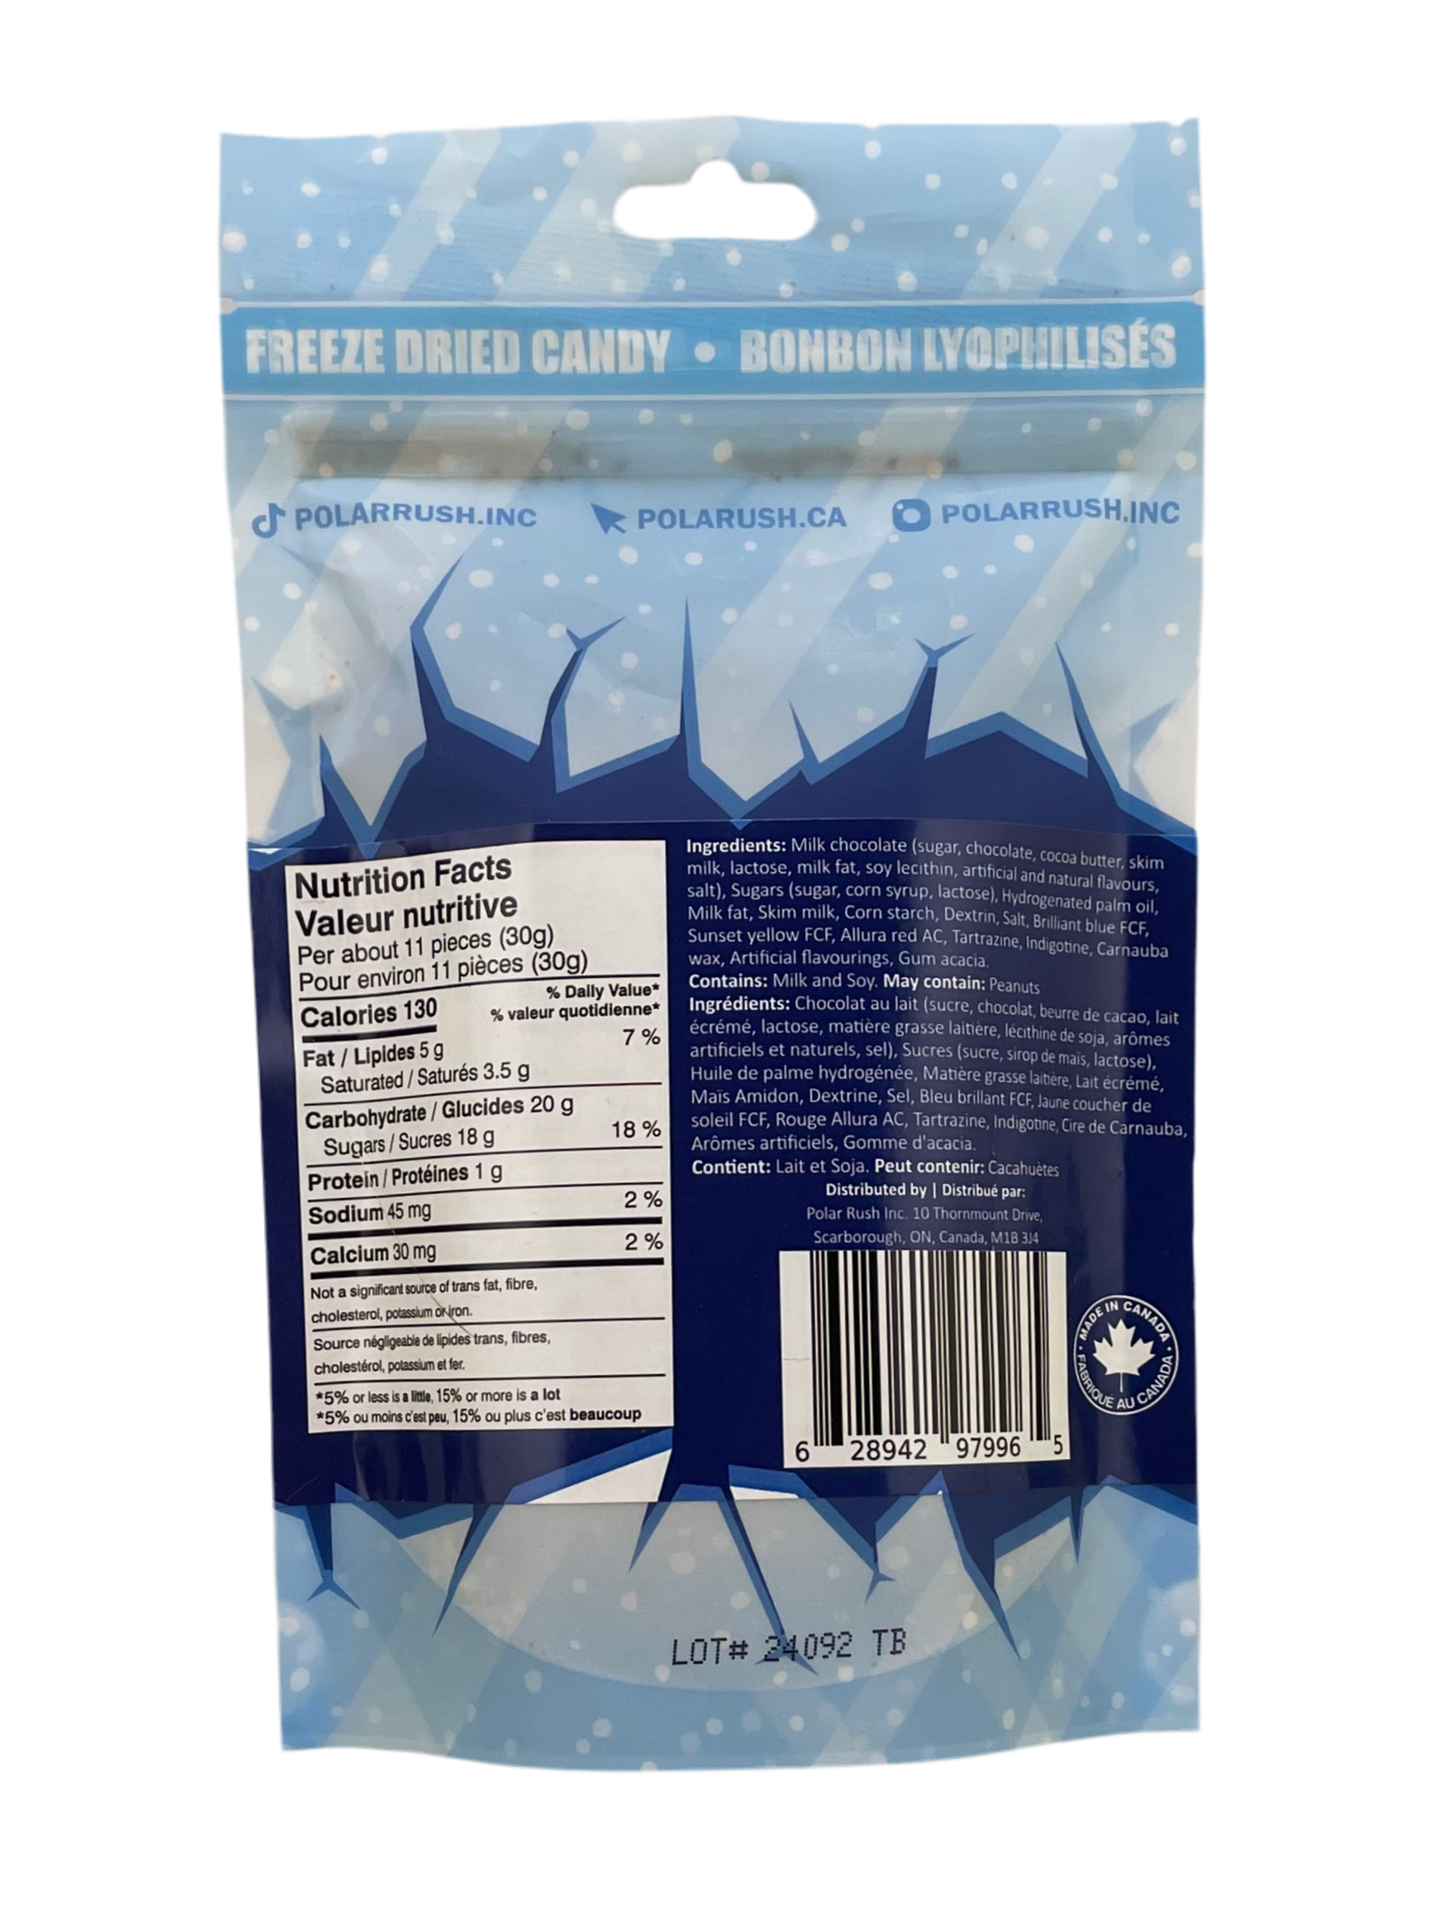 FREEZE DRIED CANDY • BONBON LYOPHILISÉS
POLARRUSH.INC POLARUSH.CA POLARRUSH.INC
Nutrition Facts
Valeur nutritive
Per about 11 pieces (30g)
Pour environ 11 pièces (30g)
% Daily Value*
Calories 130
% valeur quotidienne*
Fat / Lipides 5 g 7 %
Saturated / Saturés 3.5 g
Carbohydrate / Glucides 20 g
Sugars / Sucres 18 g 18 %
Protein / Protéines 1 g
Sodium 45 mg 2 %
Calcium 30 mg 2 %
Not a significant source of trans fat, fibre,
cholesterol, potassium or iron.
Source négligeable de lipides trans, fibres,
cholestérol, potassium et fer.
*5% or less is a little, 15% or more is a lot
*5% ou moins c'est peu, 15% ou plus c'est beaucoup
Ingredients: Milk chocolate (sugar, chocolate, cocoa butter, skim
milk, lactose, milk fat, soy lecithin, artificial and natural flavours,
salt), Sugars (sugar, corn syrup, lactose), Hydrogenated palm oil,
Milk fat, Skim milk, Corn starch, Dextrin, Salt, Brilliant blue FCF,
Sunset yellow FCF, Allura red AC, Tartrazine, Indigotine, Carnauba
wax, Artificial flavourings, Gum acacia.
Contains: Milk and Soy. May contain: Peanuts
Ingrédients: Chocolat au lait (sucre, chocolat, beurre de cacao, lait
écrémé, lactose, matière grasse laitière, lécithine de soja, arômes
artificiels et naturels, sel), Sucres (sucre, sirop de maïs, lactose),
Huile de palme hydrogénée, Matière grasse laitière, Lait écrémé,
Maïs Amidon, Dextrine, Sel, Bleu brillant FCF, Jaune coucher de
soleil FCF, Rouge Allura AC, Tartrazine, Indigotine, Cire de Carnauba,
Arômes artificiels, Gomme d'acacia.
Contient: Lait et Soja. Peut contenir: Cacahuètes
Distributed by | Distribué par:
Polar Rush Inc. 10 Thornmount Drive,
Scarborough, ON, Canada, M1B 3J4
6 28942 97996 5
MADE IN CANADA
FABRIQUÉ AU CANADA
LOT# 24092 TB